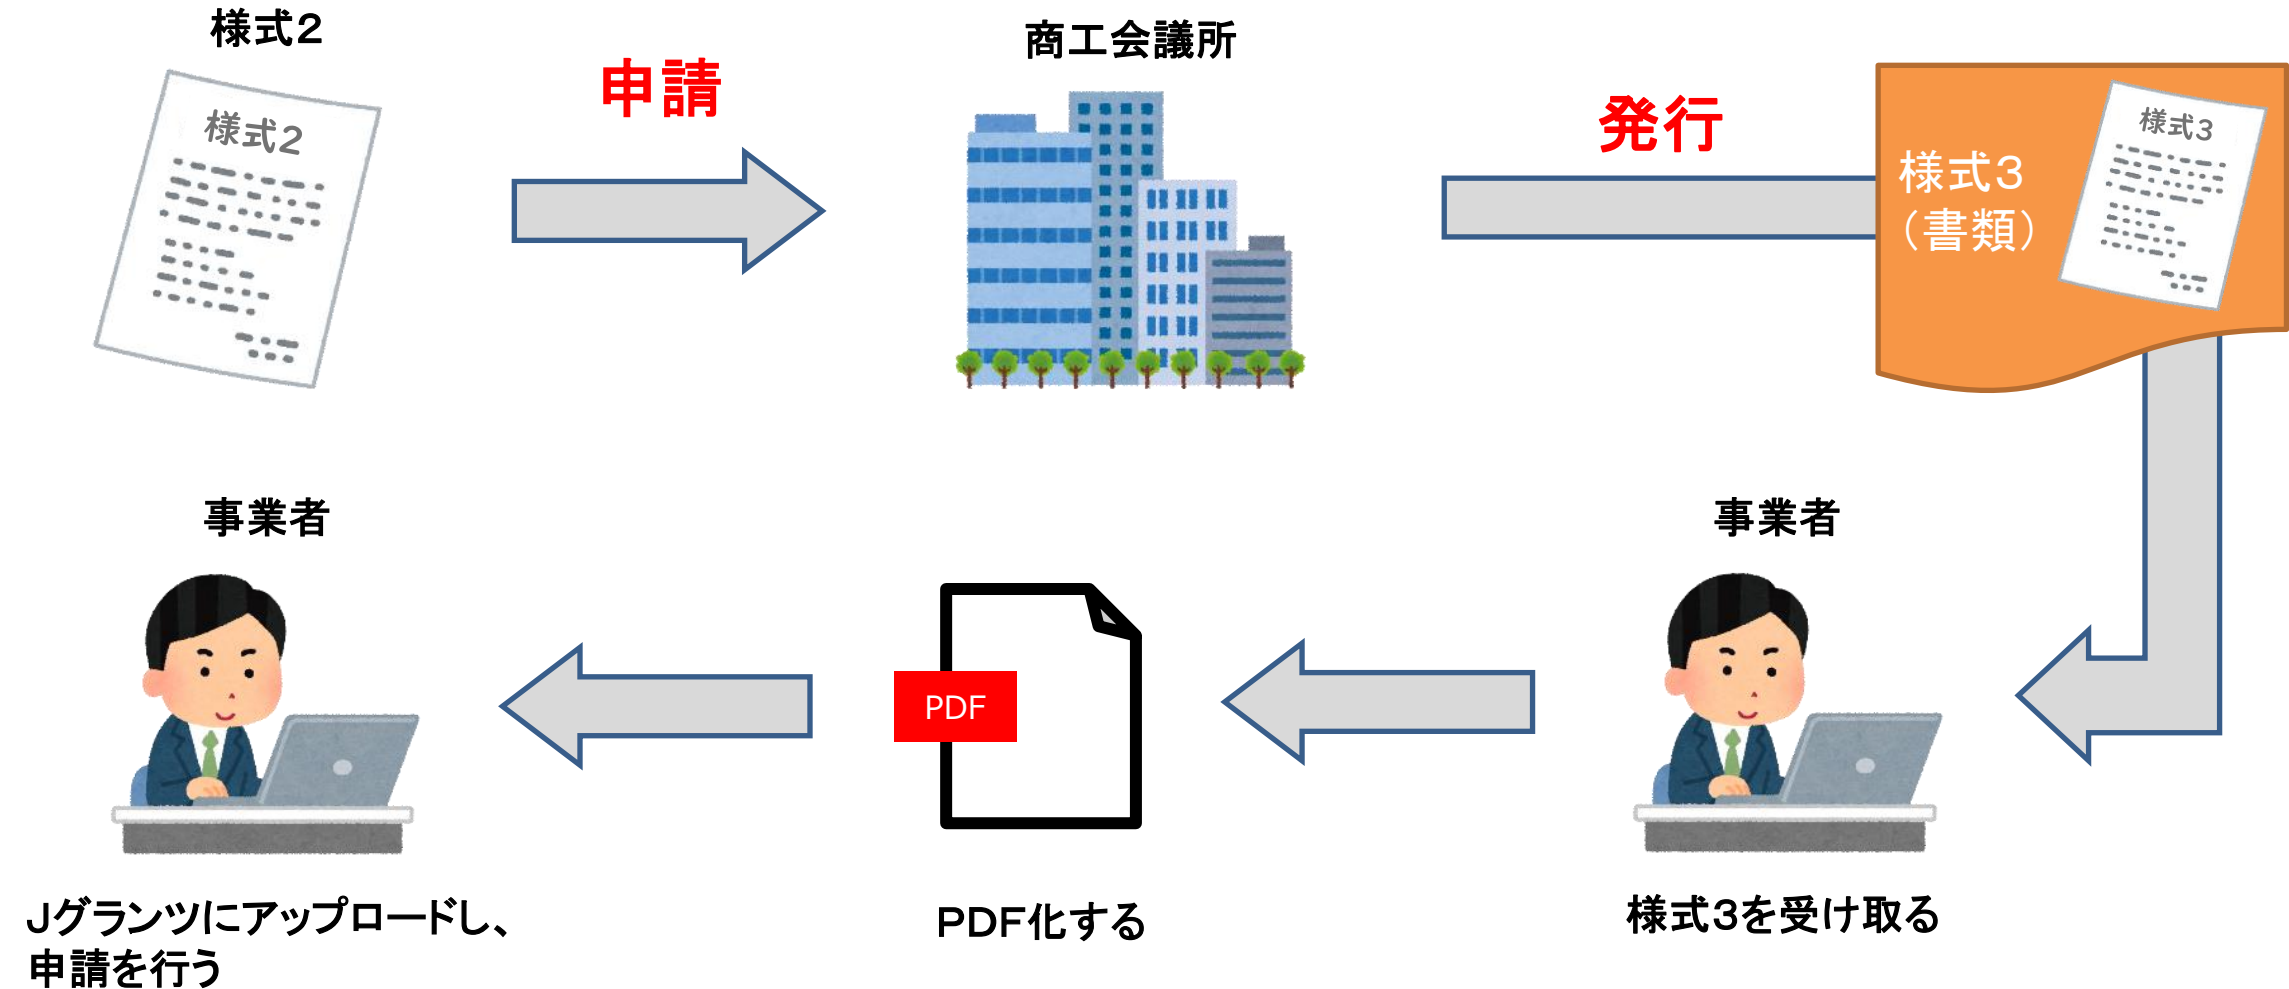 様式２
様式２
申請
商工会議所
発行
様式３
（書類）
様式３
事業者
様式３を受け取る
PDF
ＰＤＦ化する
事業者
Ｊグランツにアップロードし、
申請を行う